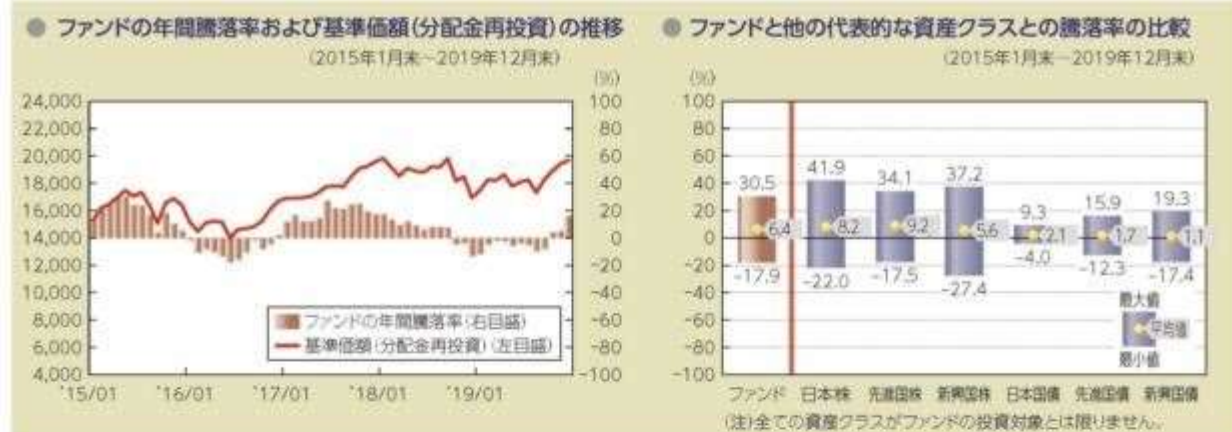 ● ファンドの年間騰落率および基準価額(分配金再投資)の推移
(2015年1月末~2019年12月末)
(%)
24,000
22,000
20,000
18,000
16,000
14,000
12,000
10,000
8,000
6,000
4,000
100
80
60
40
20
0
-20
-40
-60
-80
-100
ファンドの年間騰落率(右目盛)
基準価額(分配金再投資)(左目盛)
'15/01 '16/01 '17/01 '18/01 '19/01
● ファンドと他の代表的な資産クラスとの騰落率の比較
(2015年1月末~2019年12月末)
(%)
100
80
60
40
20
0
-20
-40
-60
-80
-100
30.5 41.9 34.1 37.2 9.3 15.9 19.3
6.4 8.2 9.2 5.6 2.1 1.7 1.1
-17.9 -22.0 -17.5 -27.4 -4.0 -12.3 -17.4
最大値
平均値
最小値
ファンド 日本株 先進国株 新興国株 日本国債 先進国債 新興国債
(注)全ての資産クラスがファンドの投資対象とは限りません。